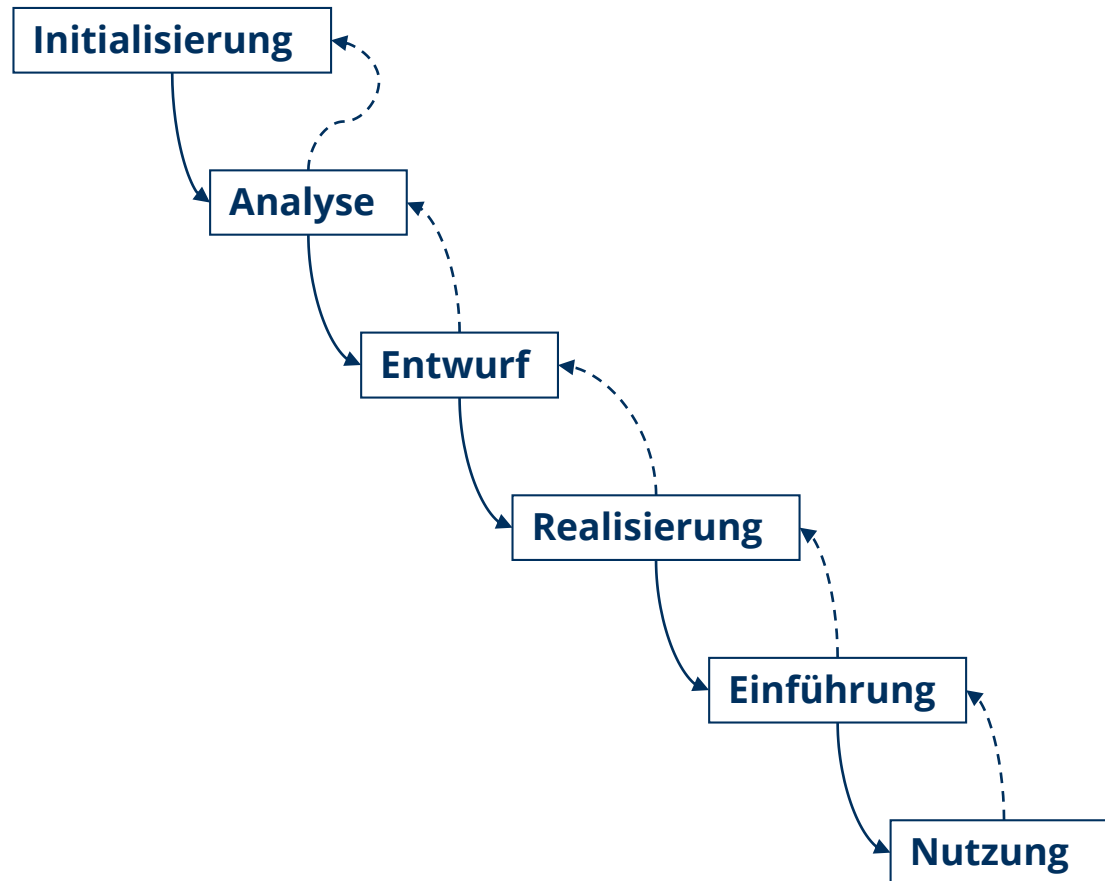 Initialisierung
Analyse
Entwurf
Realisierung
Einführung
Nutzung